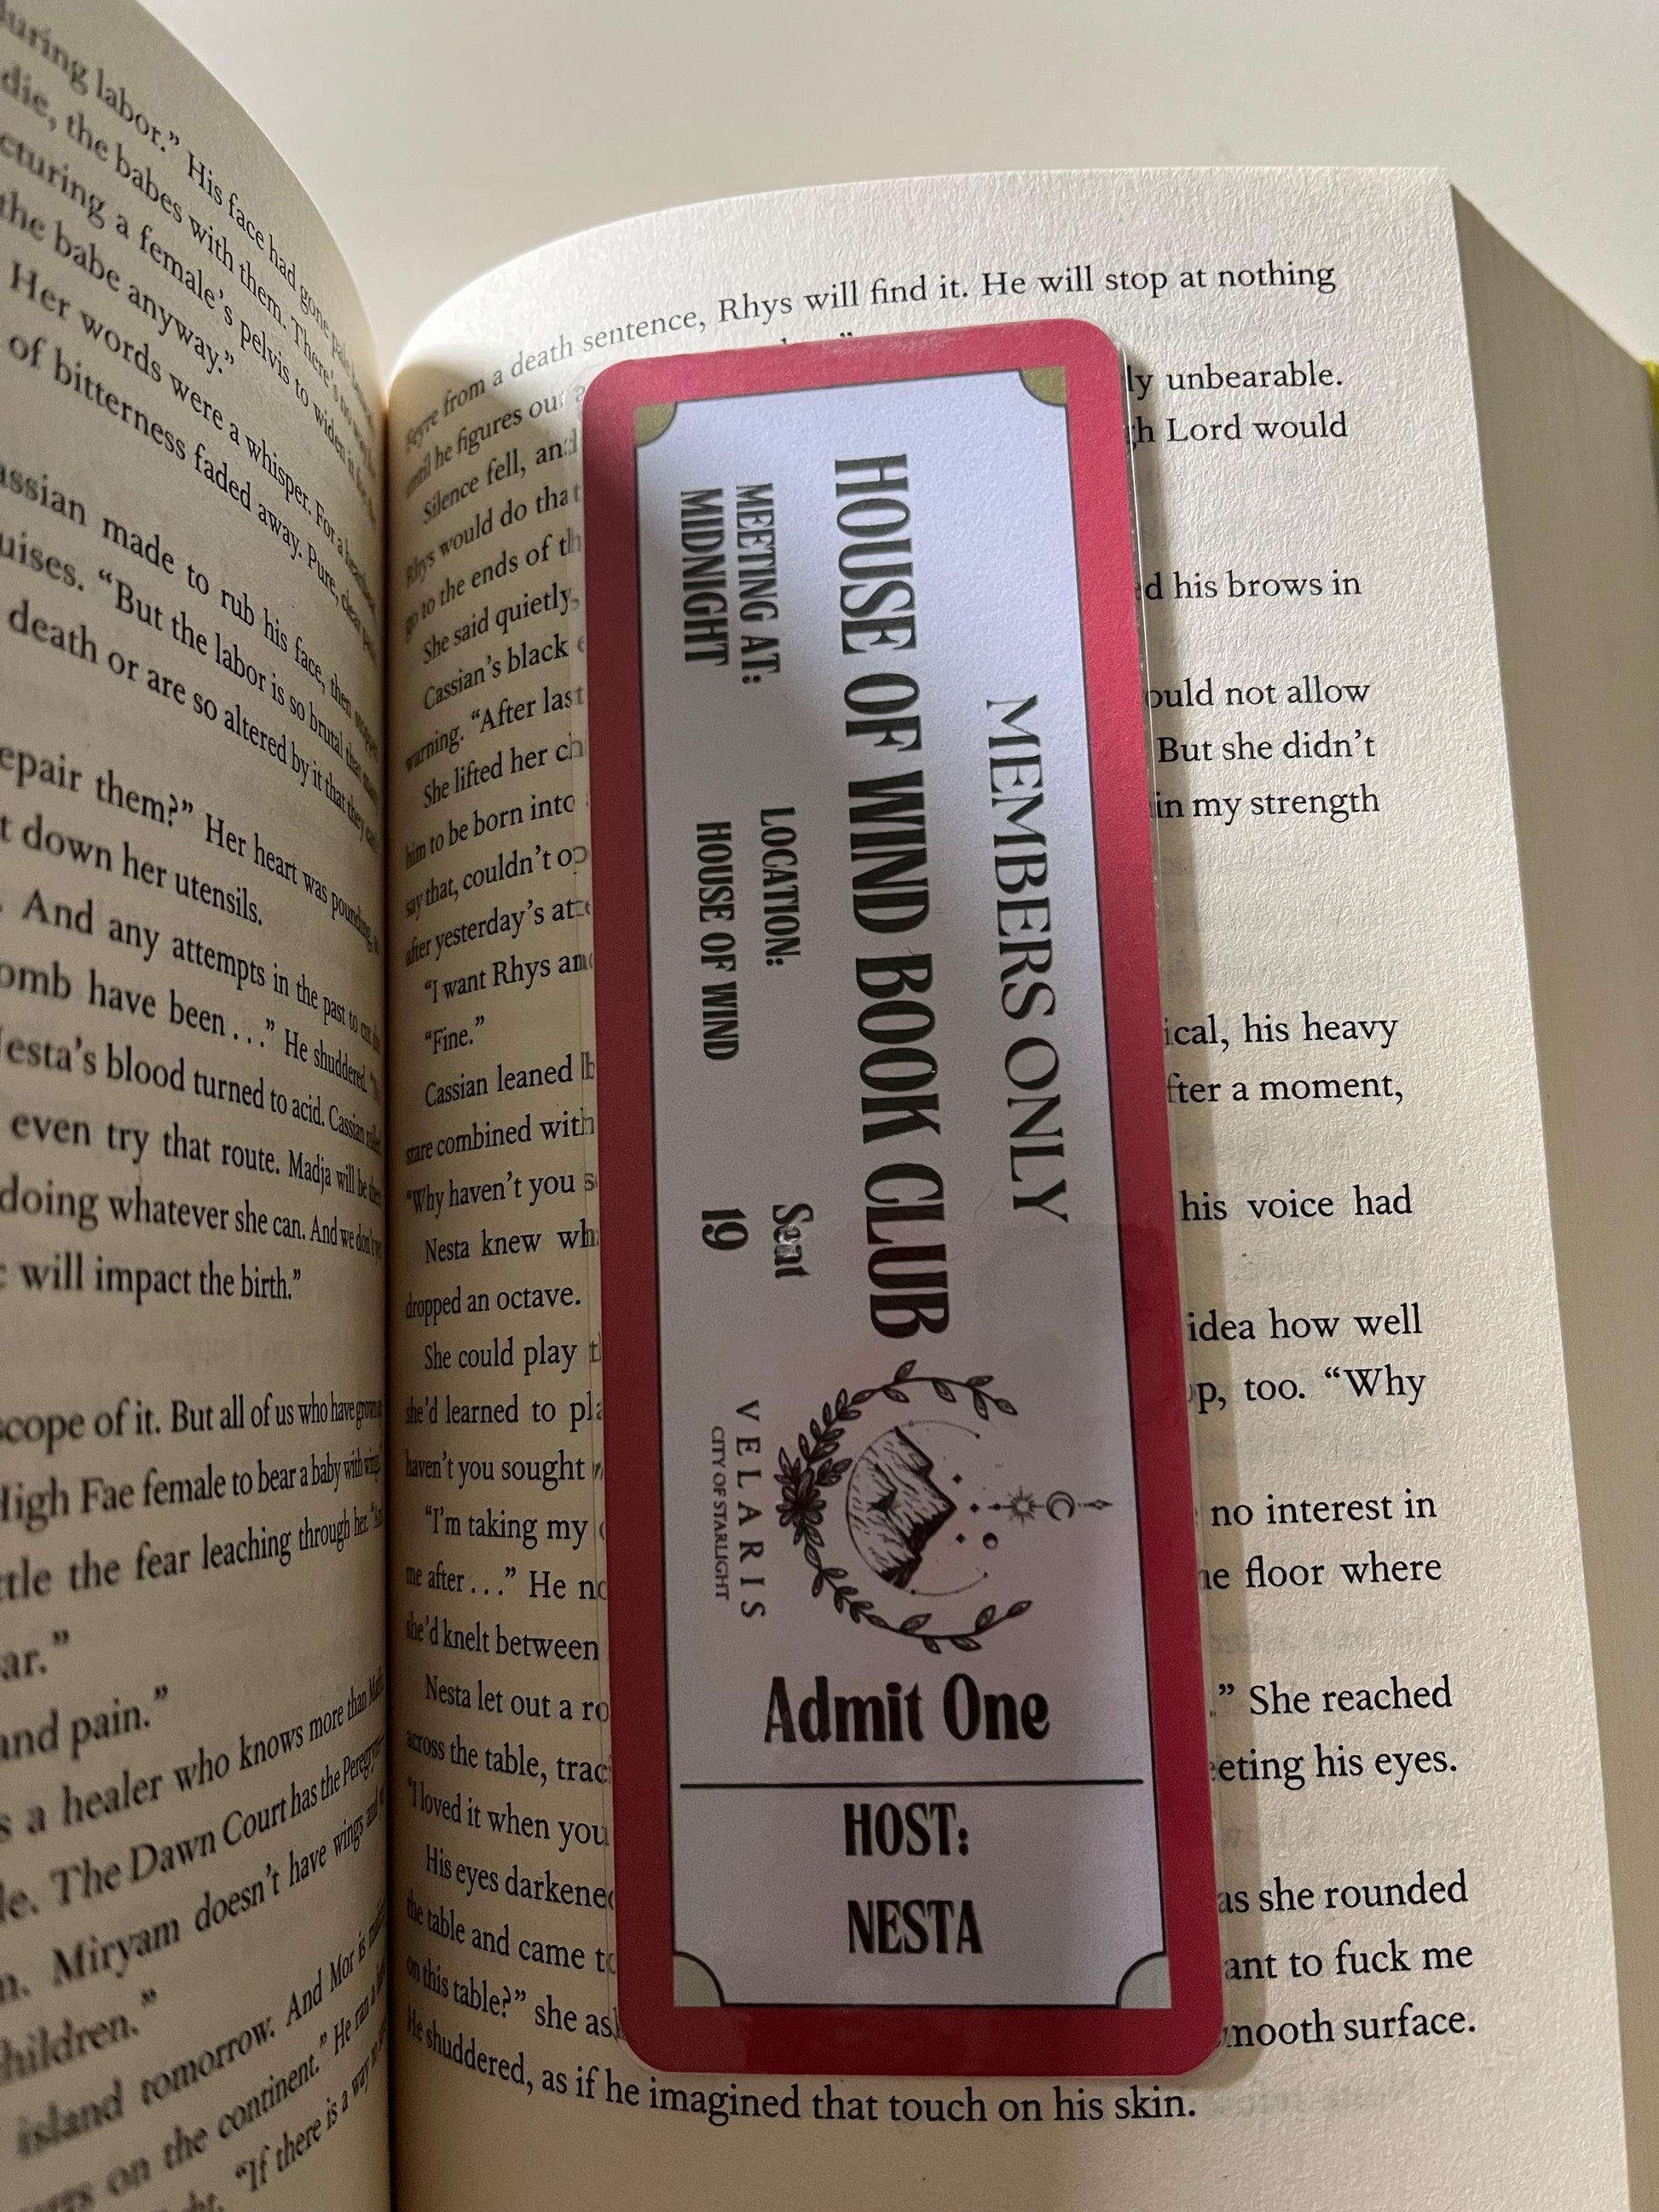 during labor.” His face had gone
die, the babes with them. There's
cturing a female's pelvis to widen it for the
the babe anyway.”
Her words were a whisper. For a heartbeat
of bitterness faded away. Pure, clear
assian made to rub his face, then stopped
uises. “But the labor is so brutal that
death or are so altered by it that they
epair them?” Her heart was pounding
t down her utensils.
. And any attempts in the past to cut the
omb have been . . .” He shuddered.
Nesta's blood turned to acid. Cassian
even try that route. Madja will be
doing whatever she can. And we don't
will impact the birth.”
scope of it. But all of us who have
High Fae female to bear a baby with
ttle the fear leaching through her.
ar.”
and pain.”
s a healer who knows more than
le. The Dawn Court has the
n. Miryam doesn't have wings
hildren.”
island tomorrow. And Mor is
on the continent.” He ran a
“If there is a way
Feyre from a death sentence, Rhys will find it. He will stop at nothing
until he figures out
Silence fell, and ly unbearable.
Rhys would do that h Lord would
go to the ends of th
She said quietly,
Cassian's black d his brows in
warning. “After last
She lifted her ch ould not allow
him to be born into But she didn't
say that, couldn't op in my strength
after yesterday's
“I want Rhys an
“Fine.”
Cassian leaned b ical, his heavy
stare combined with fter a moment,
“Why haven't you s
Nesta knew wh his voice had
dropped an octave.
She could play idea how well
she'd learned to pl p, too. “Why
haven't you sought
“I'm taking my no interest in
me after . . .” He no he floor where
she'd knelt between
Nesta let out a ro .” She reached
across the table, trac eeting his eyes.
“I loved it when you
His eyes darkened as she rounded
the table and came to ant to fuck me
on this table?” she as mooth surface.
He shuddered, as if he imagined that touch on his skin.
MEMBERS ONLY
HOUSE OF WIND BOOK CLUB
MEETING AT:
MIDNIGHT
LOCATION:
HOUSE OF WIND
Seat
19
VELARIS
CITY OF STARLIGHT
Admit One
HOST:
NESTA